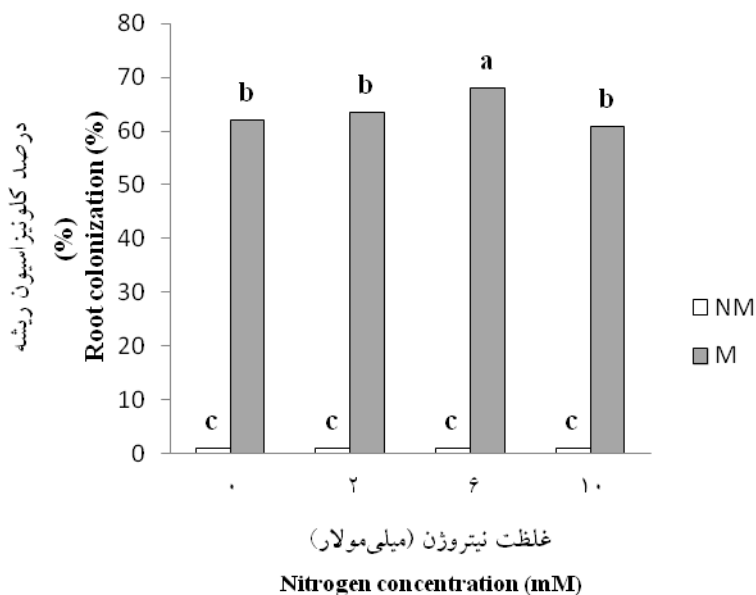 درصد کلونیزاسیون ریشه
(%)
Root colonization (%)
80
70
60
50
40
30
20
10
0
b
b
a
b
c
c
c
c
NM
M
۰
۲
۶
۱۰
غلظت نیتروژن (میلی‌مولار)
Nitrogen concentration (mM)